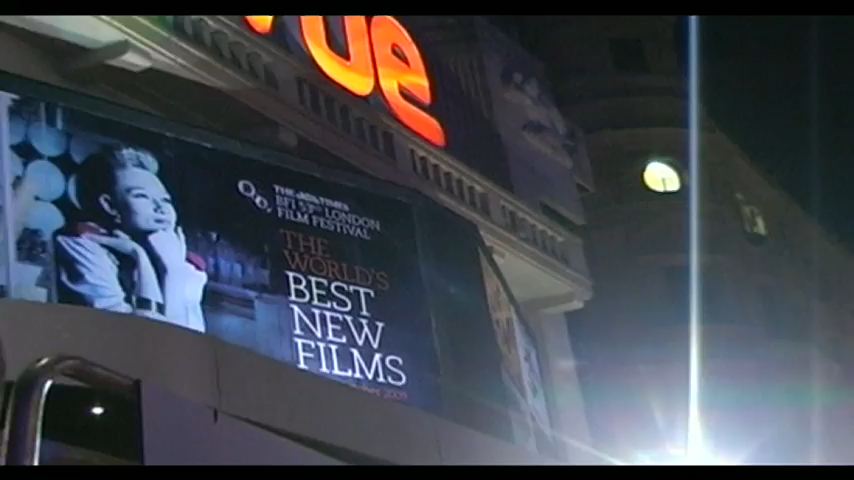 ue
THE TIMES
BFI 53RD LONDON
FILM FESTIVAL
THE
WORLD'S
BEST
NEW
FILMS
2009